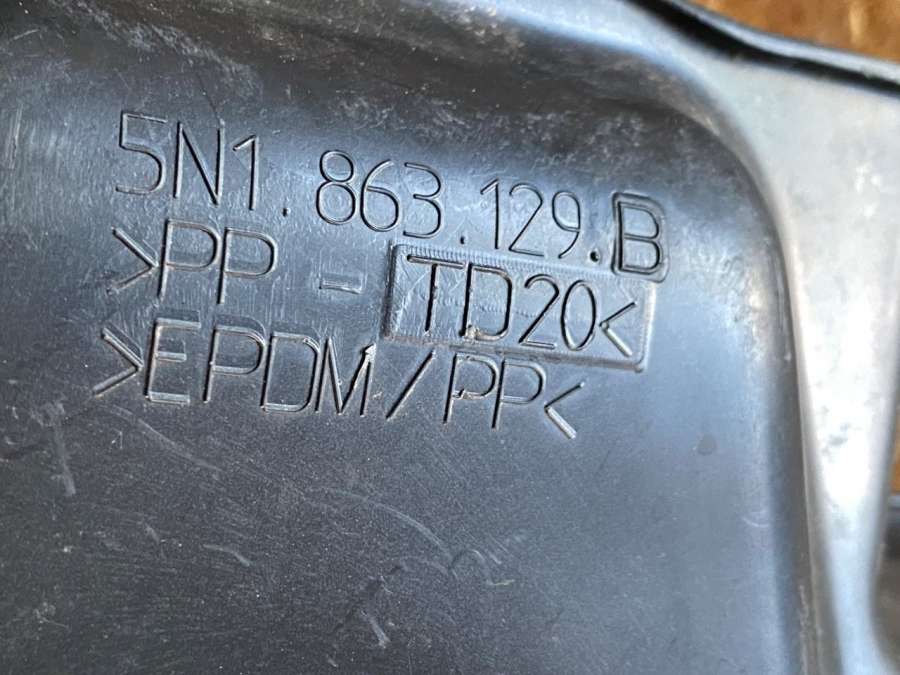 5N1.863.129.B
>PP - TD20<
>EPDM/PP<